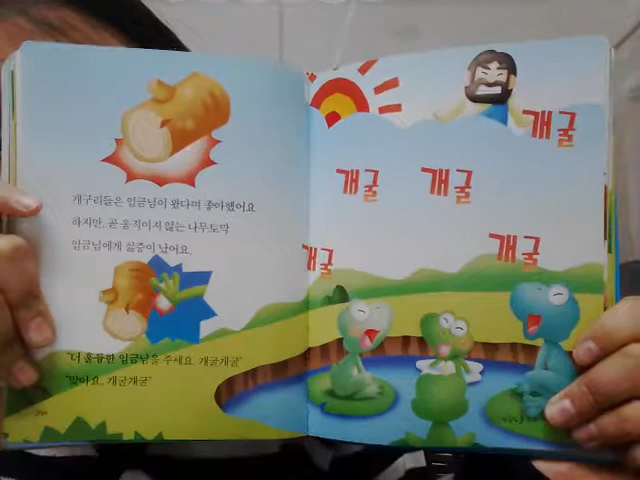 개구리들은 임금님이 왔다며 좋아했어요
하지만, 곧 움직이지 않는 나무토막
임금님에게 싫증이 났어요.
"더 훌륭한 임금님을 주세요. 개굴개굴"
"맞아요. 개굴개굴"
개굴
개굴
개굴
개굴
개굴